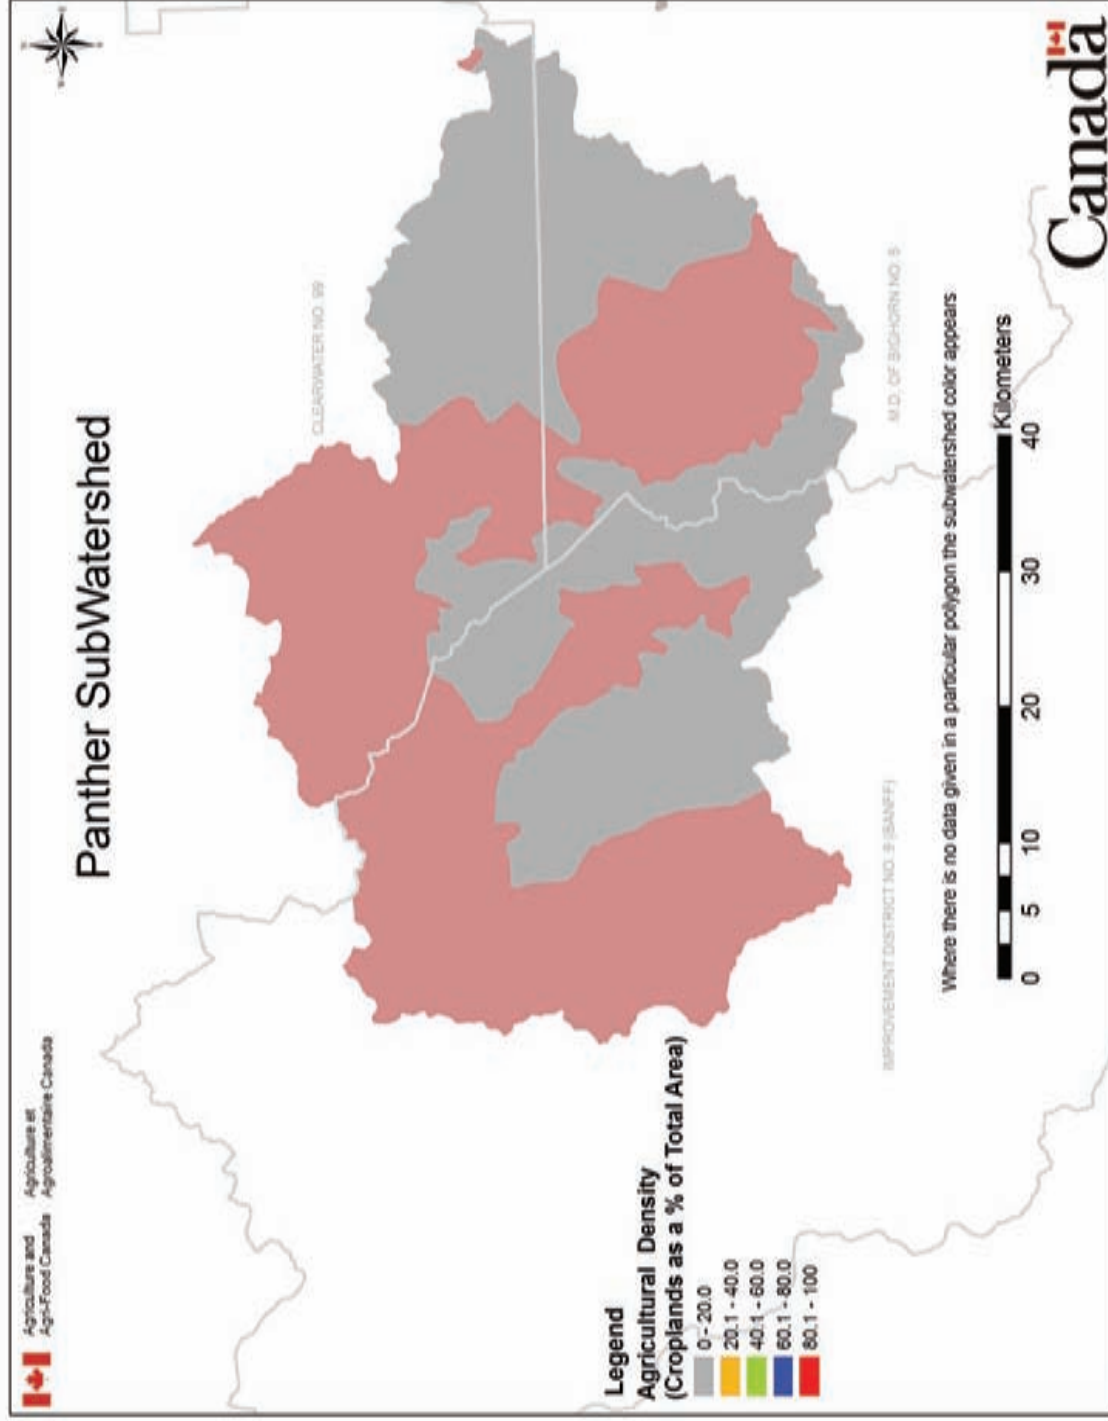 Agriculture and
Agri-Food Canada
Agriculture et
Agroalimentaire Canada
Panther SubWatershed
CLEARWATER NO. 99
IMPROVEMENT DISTRICT NO. 9 (BANFF)
M.D. OF BIGHORN NO. 8
Legend
Agricultural Density
(Croplands as a % of Total Area)
0 - 20.0
20.1 - 40.0
40.1 - 60.0
60.1 - 80.0
80.1 - 100
Where there is no data given in a particular polygon the subwatershed color appears
0 5 10 20 30 40
Kilometers
Canada